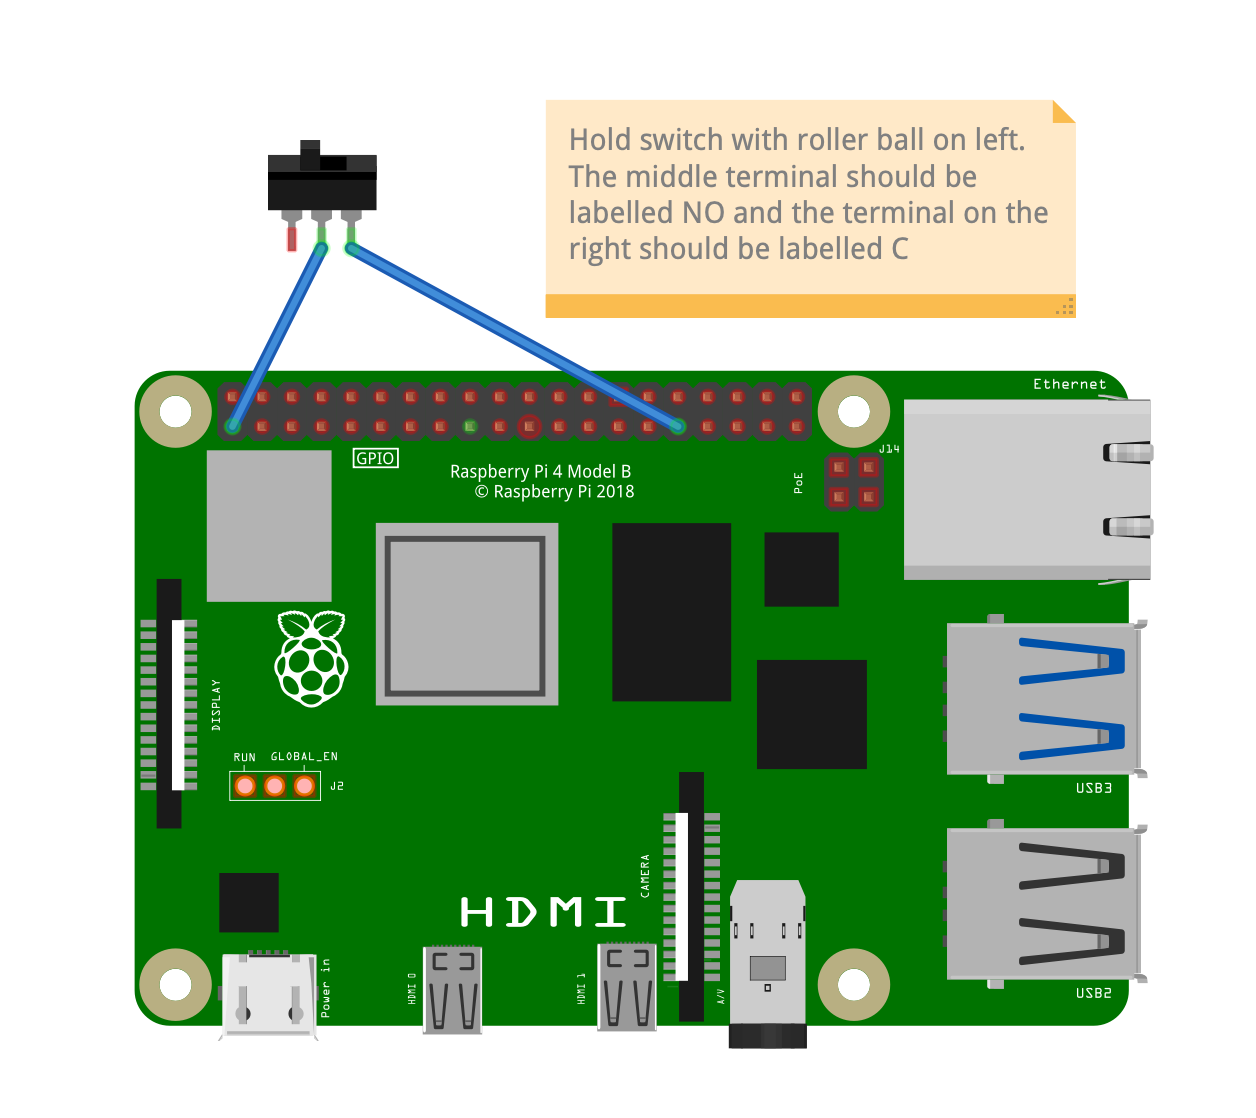 Hold switch with roller ball on left.
The middle terminal should be
labelled NO and the terminal on the
right should be labelled C
Ethernet
J14
GPIO
Raspberry Pi 4 Model B
© Raspberry Pi 2018
PoE
DISPLAY
RUN GLOBAL_EN
J2
USB3
CAMERA
HDMI
Power in
HDMI 0
HDMI 1
A/V
USB2